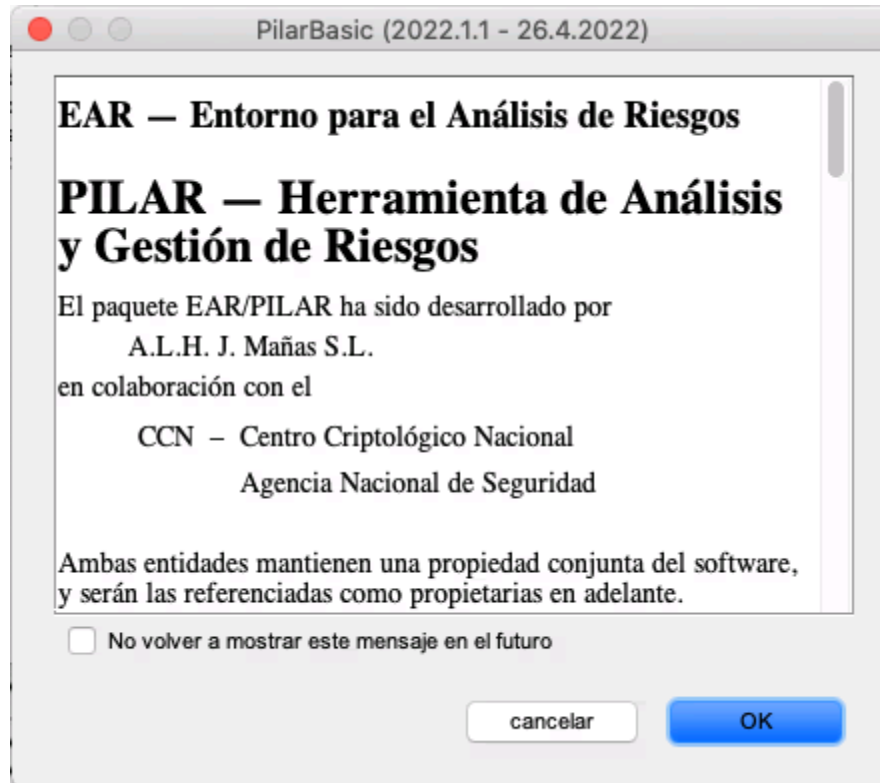 PilarBasic (2022.1.1 - 26.4.2022)
EAR — Entorno para el Análisis de Riesgos
PILAR — Herramienta de Análisis
y Gestión de Riesgos
El paquete EAR/PILAR ha sido desarrollado por
A.L.H. J. Mañas S.L.
en colaboración con el
CCN – Centro Criptológico Nacional
Agencia Nacional de Seguridad
Ambas entidades mantienen una propiedad conjunta del software,
y serán las referenciadas como propietarias en adelante.
No volver a mostrar este mensaje en el futuro
cancelar OK